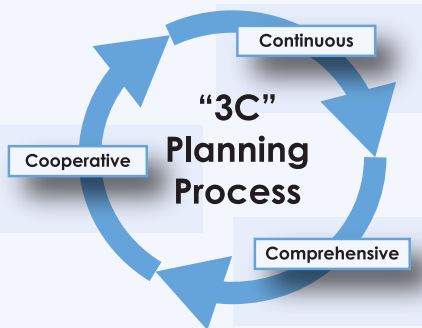 Continuous
“3C”
Planning
Process
Cooperative
Comprehensive